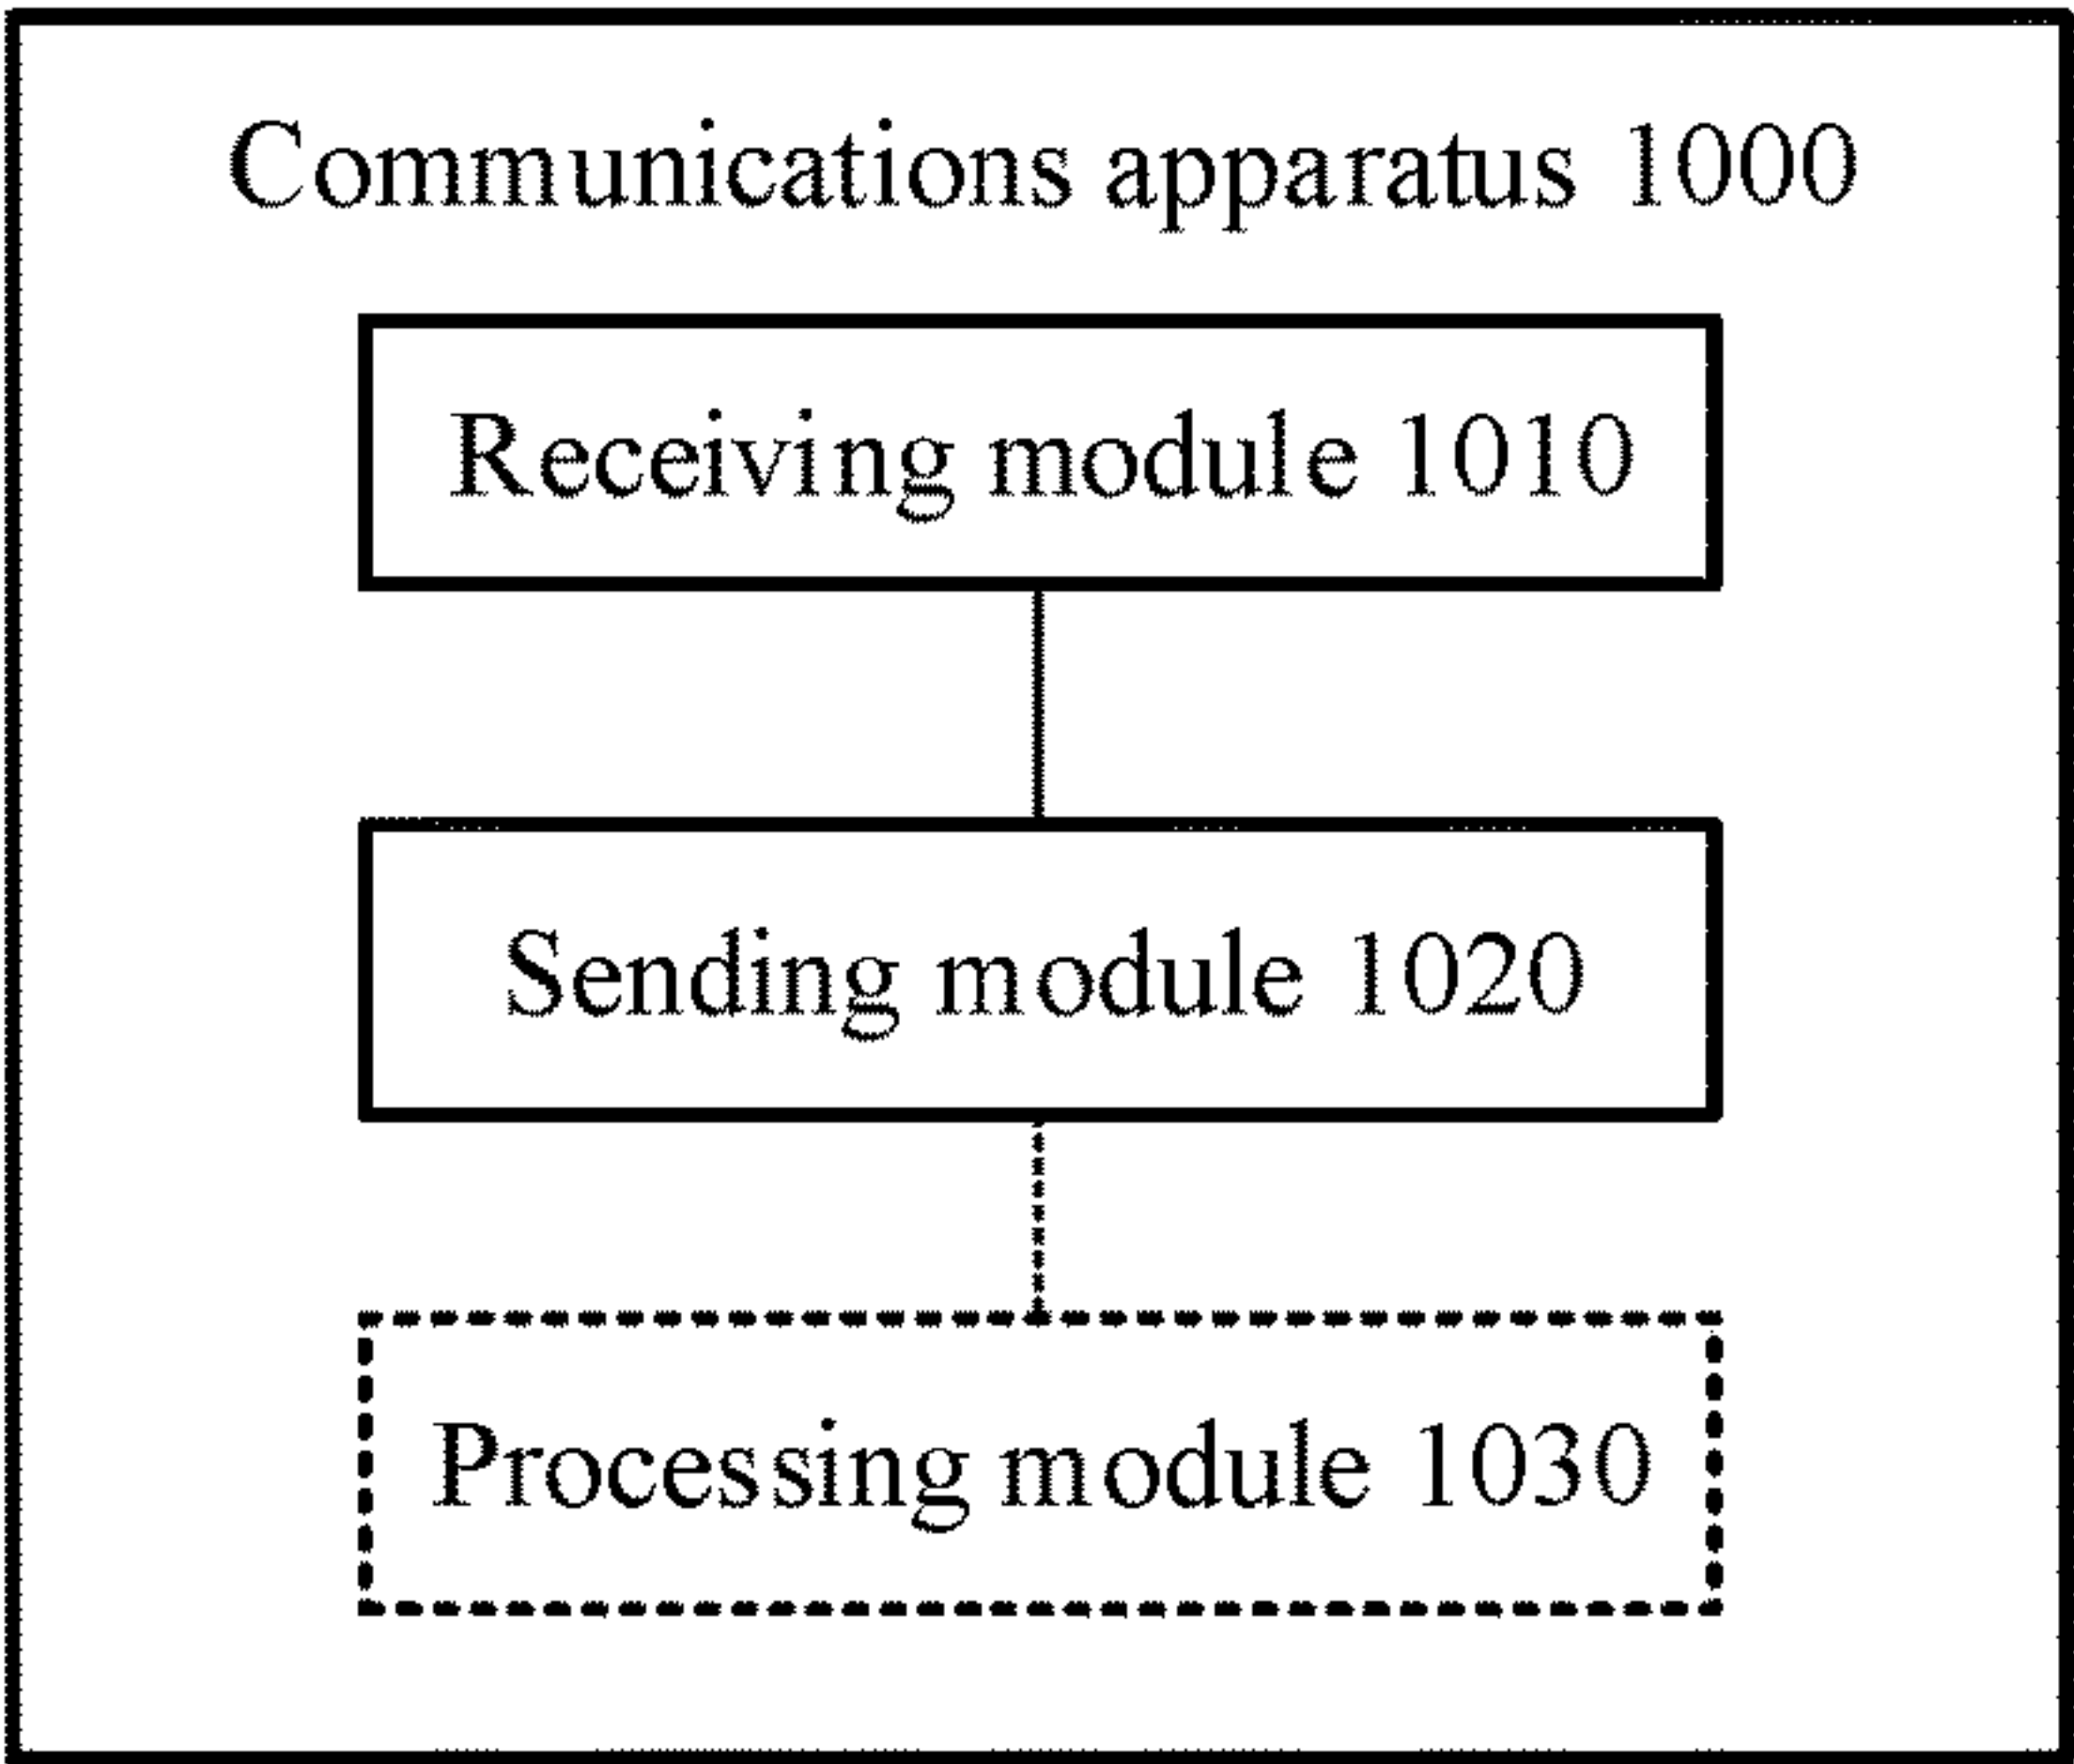 Communications apparatus 1000
Receiving module 1010
Sending module 1020
Processing module 1030